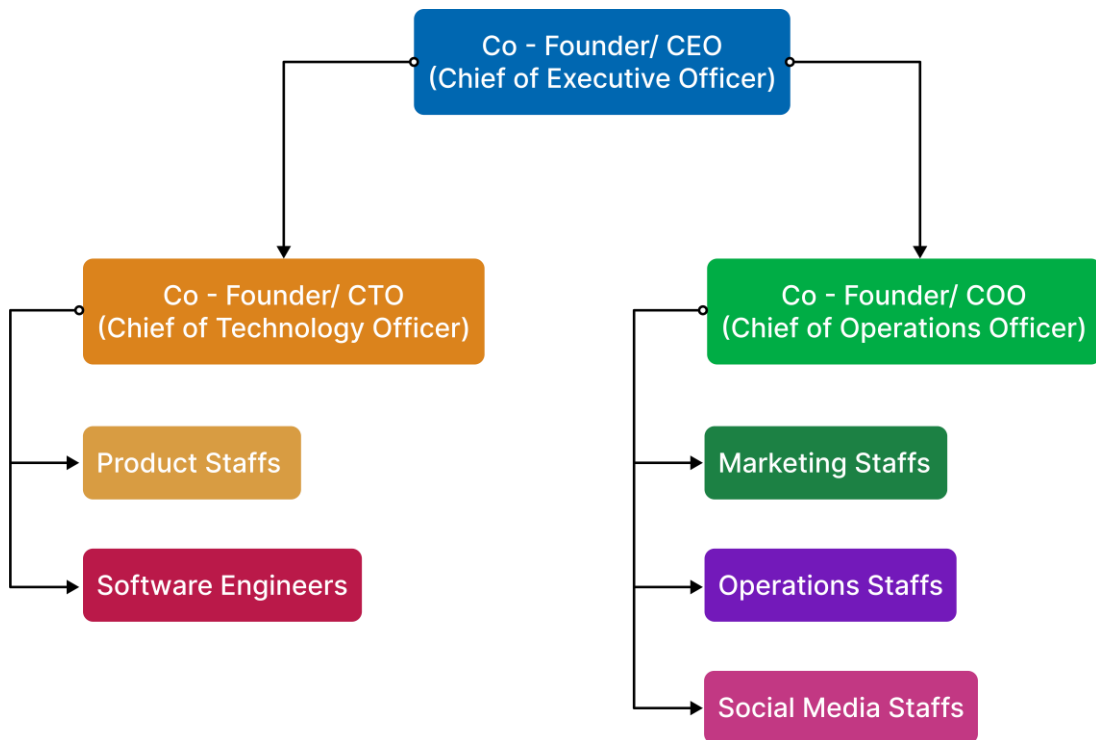 Co - Founder/ CEO
(Chief of Executive Officer)
Co - Founder/ CTO
(Chief of Technology Officer)
Product Staffs
Software Engineers
Co - Founder/ COO
(Chief of Operations Officer)
Marketing Staffs
Operations Staffs
Social Media Staffs